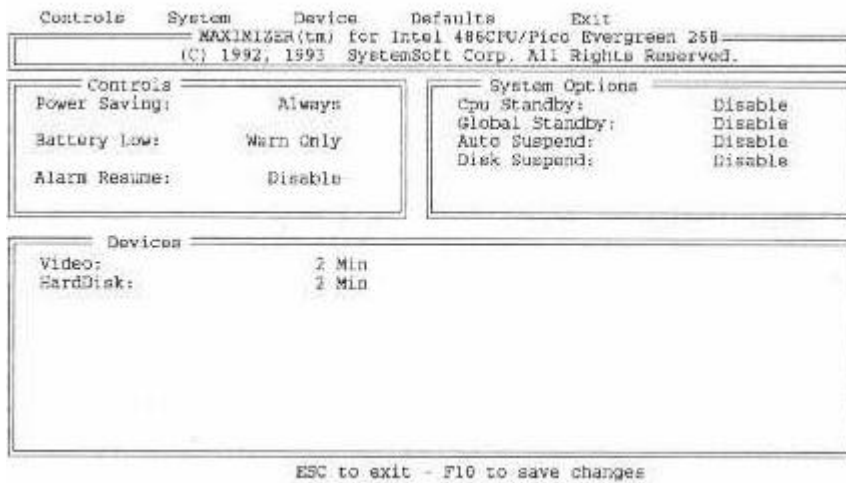 Controls System Device Defaults Exit
MAXIMIZER(tm) for Intel 486CPU/Pico Evergreen 268
(C) 1992, 1993 SystemSoft Corp. All Rights Reserved.
Controls
Power Saving: Always
Battery Low: Warn Only
Alarm Resume: Disable
System Options
Cpu Standby: Disable
Global Standby: Disable
Auto Suspend: Disable
Disk Suspend: Disable
Devices
Video: 2 Min
HardDisk: 2 Min
ESC to exit - F10 to save changes